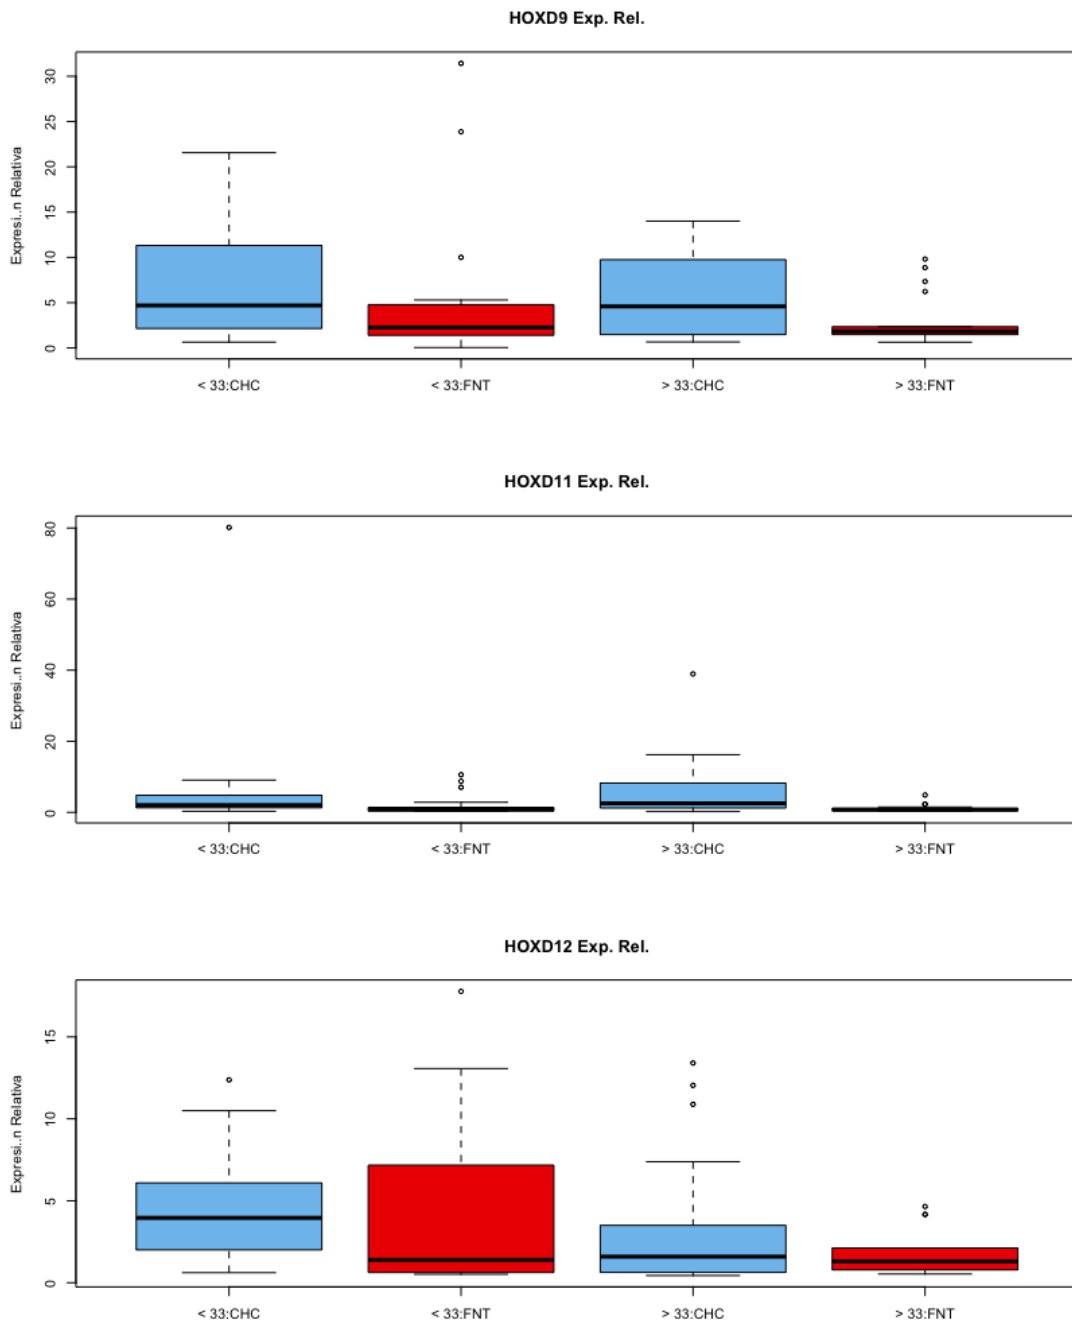 HOXD9 Exp. Rel.
Expresi..n Relativa
30
25
20
15
10
5
0
< 33:CHC < 33:FNT > 33:CHC > 33:FNT
HOXD11 Exp. Rel.
Expresi..n Relativa
80
60
40
20
0
< 33:CHC < 33:FNT > 33:CHC > 33:FNT
HOXD12 Exp. Rel.
Expresi..n Relativa
15
10
5
0
< 33:CHC < 33:FNT > 33:CHC > 33:FNT